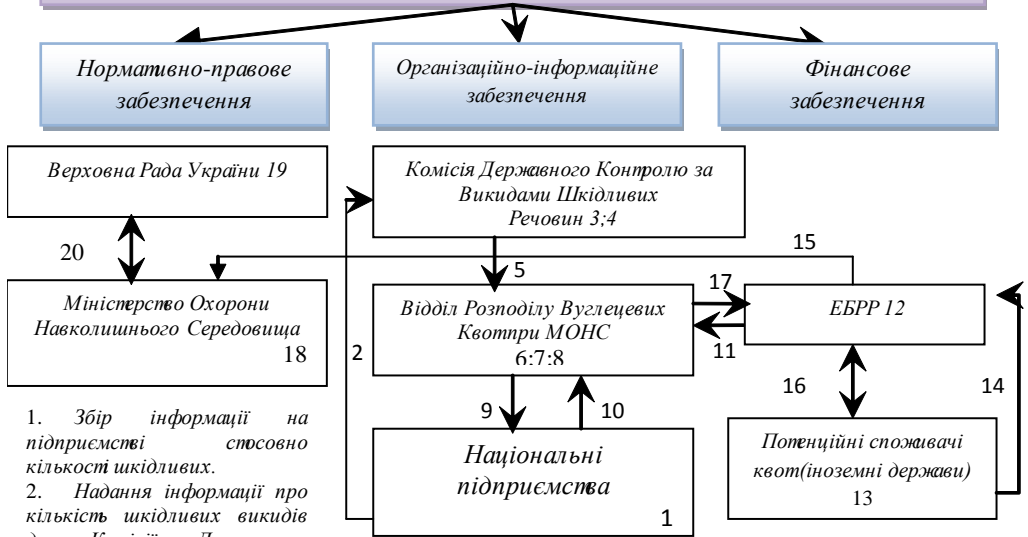 Нормативно-правове
забезпечення
Організаційно-інформаційне
забезпечення
Фінансове
забезпечення
Верховна Рада України 19
Комісія Державного Контролю за
Викидами Шкідливих
Речовин 3;4
20
5
15
Міністерство Охорони
Навколишнього Середовища
18
2
Відділ Розподілу Вуглецевих
Квотпри МОНС
6:7:8
17
11
ЕБРР 12
9
10
16
14
Національні
підприємства
1
Потенційні споживачі
квот(іноземні держави)
13
1. Збір інформації на
підприємстві стосовно
кількості шкідливих.
2. Надання інформації про
кількість шкідливих викидів